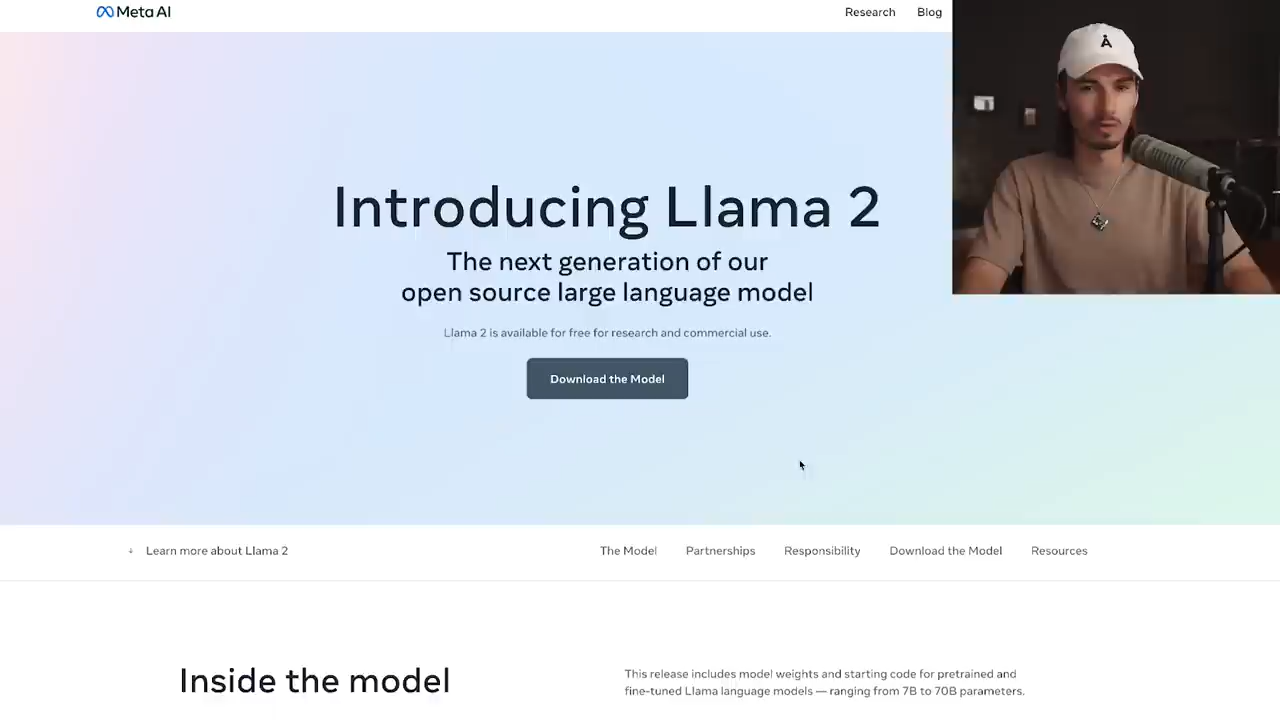 Meta AI
Research Blog
Introducing Llama 2
The next generation of our
open source large language model
Llama 2 is available for free for research and commercial use.
Download the Model
Learn more about Llama 2
The Model Partnerships Responsibility Download the Model Resources
Inside the model
This release includes model weights and starting code for pretrained and
fine-tuned Llama language models — ranging from 7B to 70B parameters.